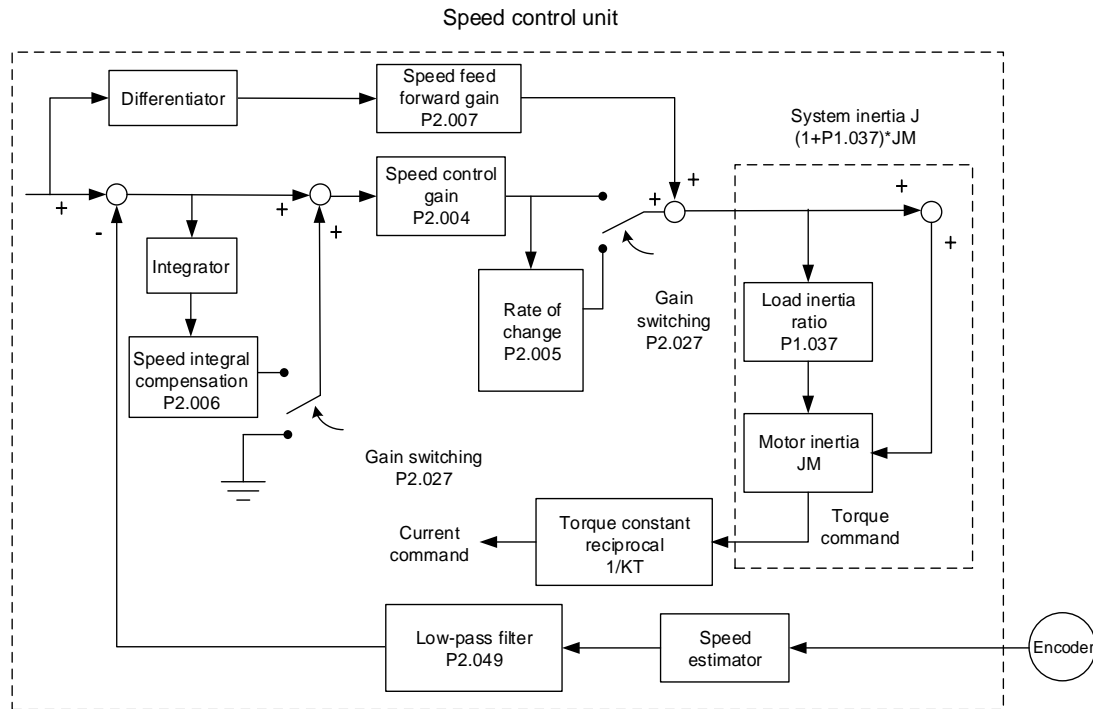 Speed control unit
Differentiator
Speed feed
forward gain
P2.007
System inertia J
(1+P1.037)*JM
+
-
+
+
Speed control
gain
P2.004
+
+
+
+
Integrator
Speed integral
compensation
P2.006
Gain switching
P2.027
Rate of
change
P2.005
Gain
switching
P2.027
Load inertia
ratio
P1.037
Motor inertia
JM
Current
command
Torque constant
reciprocal
1/KT
Torque
command
Low-pass filter
P2.049
Speed
estimator
Encoder